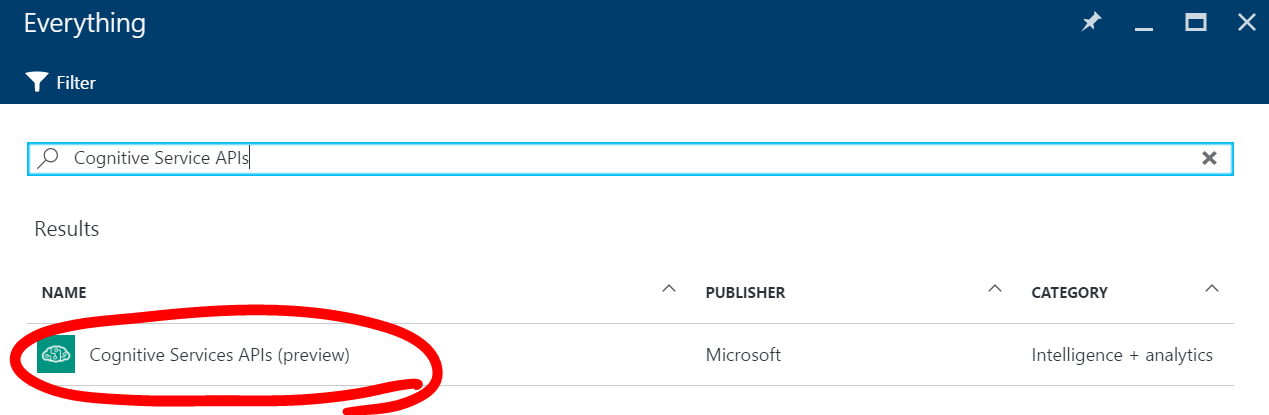 Everything
Filter
Cognitive Service APIs
Results
NAME PUBLISHER CATEGORY
Cognitive Services APIs (preview) Microsoft Intelligence + analytics